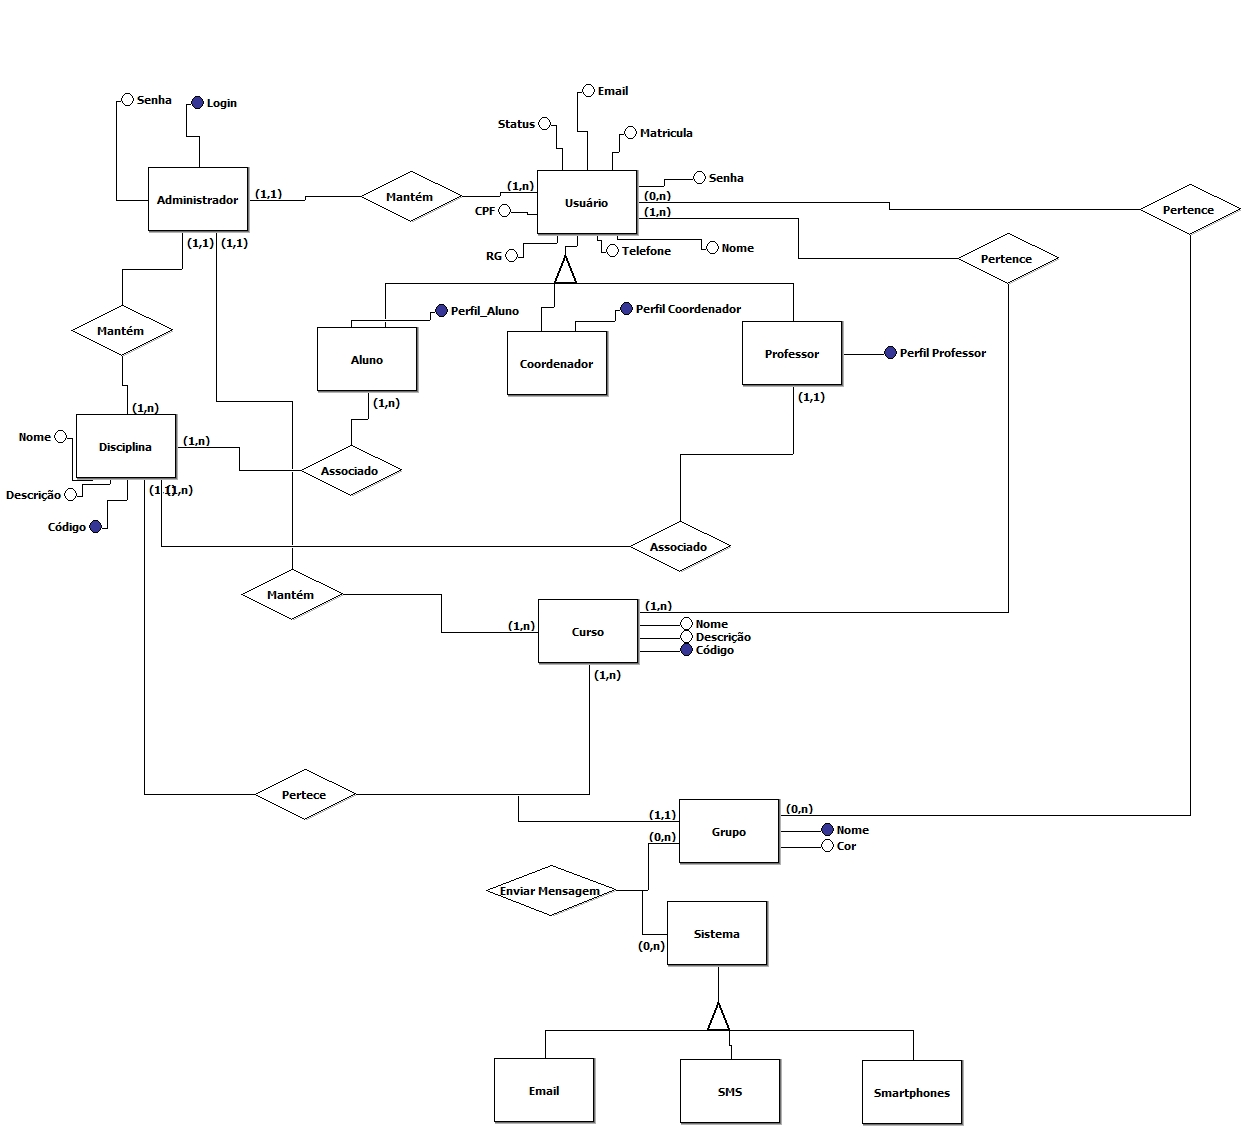 Email
Senha
Login
Status
Matricula
Senha
Administrador
(1,1)
Mantém
(1,n)
Usuário
(0,n)
(1,n)
Pertence
CPF
(1,1)
(1,1)
RG
Telefone
Nome
Pertence
Perfil_Aluno
Perfil Coordenador
Mantém
Aluno
Coordenador
Professor
Perfil Professor
(1,n)
(1,n)
(1,1)
Nome
Disciplina
(1,n)
Associado
Descrição
(1,n)
Código
Associado
Mantém
(1,n)
Curso
(1,n)
Nome
Descrição
Código
(1,n)
Pertece
(1,1)
(0,n)
Grupo
(0,n)
Nome
Cor
Enviar Mensagem
Sistema
(0,n)
Email
SMS
Smartphones